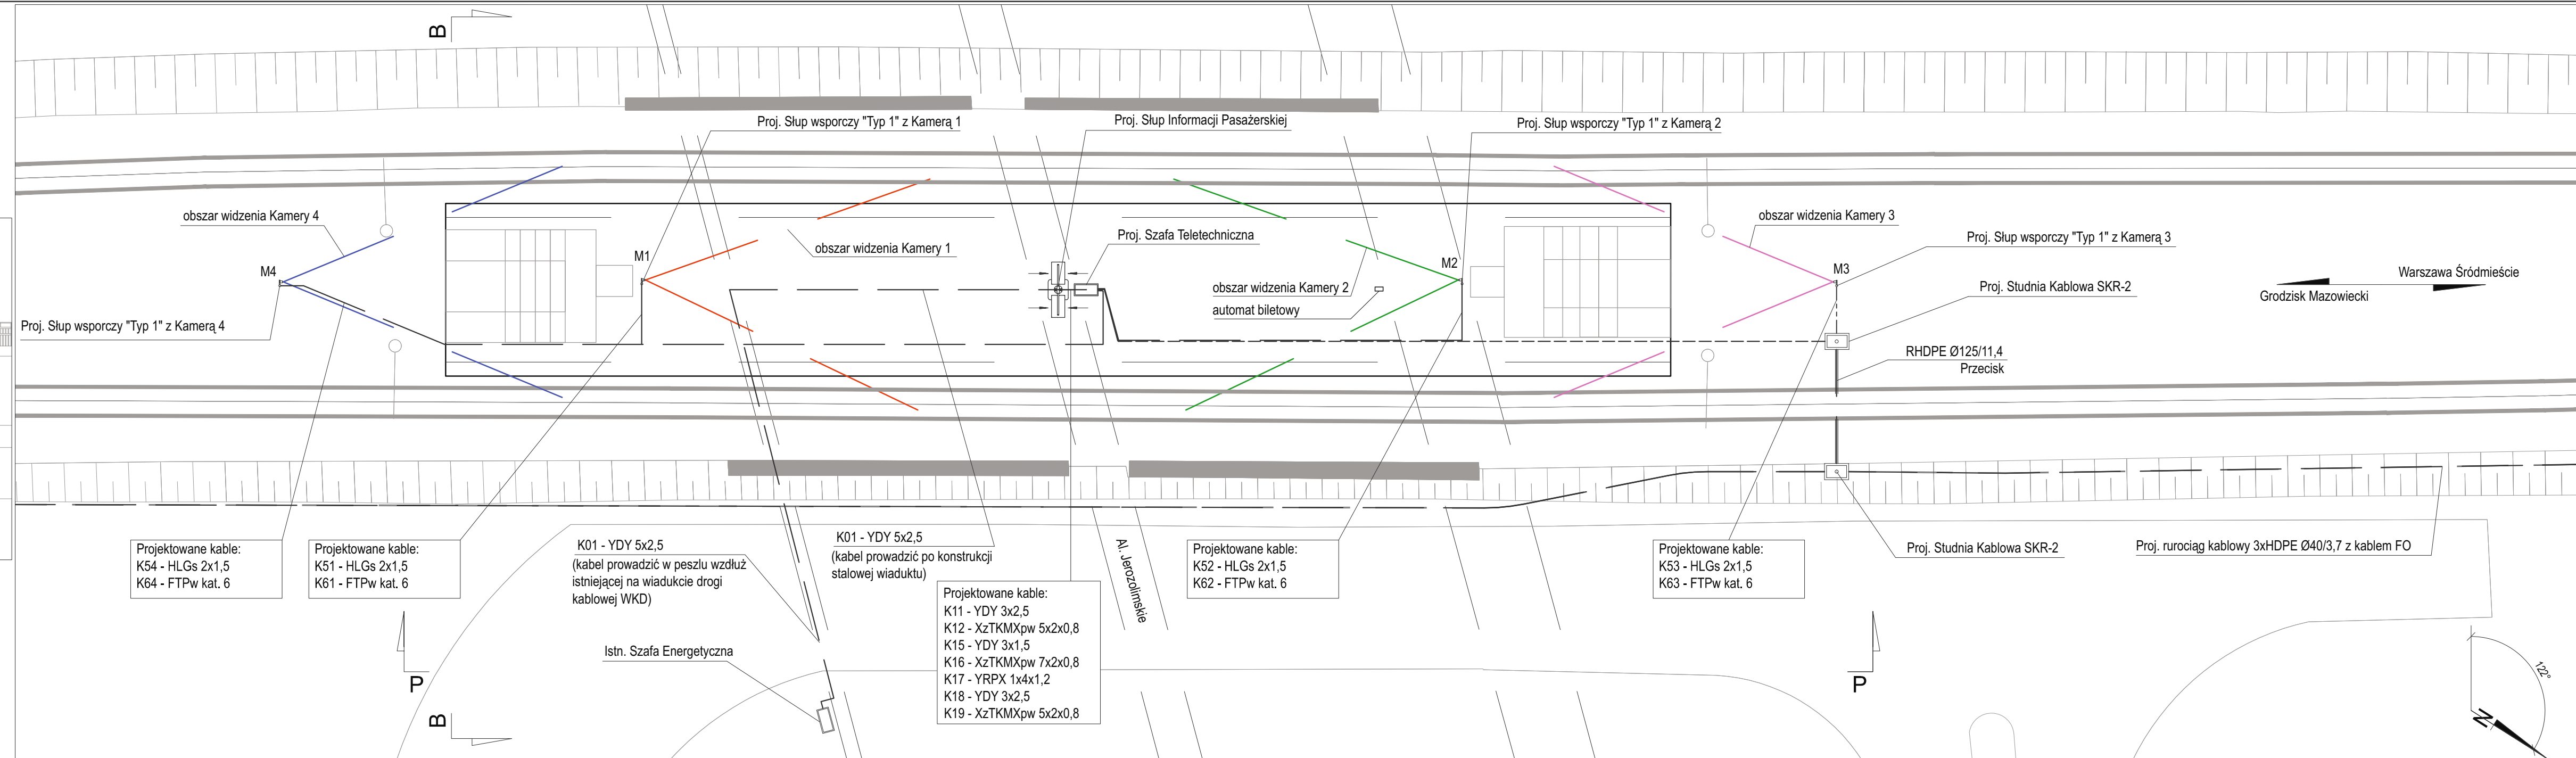 B
Proj. Słup wsporczy "Typ 1" z Kamerą 1
Proj. Słup Informacji Pasażerskiej
Proj. Słup wsporczy "Typ 1" z Kamerą 2
obszar widzenia Kamery 4
obszar widzenia Kamery 1
Proj. Szafa Teletechniczna
obszar widzenia Kamery 3
Proj. Słup wsporczy "Typ 1" z Kamerą 3
M4
M1
M2
M3
obszar widzenia Kamery 2
automat biletowy
Proj. Studnia Kablowa SKR-2
Warszawa Śródmieście
Grodzisk Mazowiecki
Proj. Słup wsporczy "Typ 1" z Kamerą 4
RHDPE Ø125/11,4
Przecisk
Projektowane kable:
K54 - HLGs 2x1,5
K64 - FTPw kat. 6
Projektowane kable:
K51 - HLGs 2x1,5
K61 - FTPw kat. 6
K01 - YDY 5x2,5
(kabel prowadzić w peszlu wzdłuż
istniejącej na wiadukcie drogi
kablowej WKD)
K01 - YDY 5x2,5
(kabel prowadzić po konstrukcji
stalowej wiaduktu)
Projektowane kable:
K11 - YDY 3x2,5
K12 - XzTKMXpw 5x2x0,8
K15 - YDY 3x1,5
K16 - XzTKMXpw 7x2x0,8
K17 - YRPX 1x4x1,2
K18 - YDY 3x2,5
K19 - XzTKMXpw 5x2x0,8
Al. Jerozolimskie
Projektowane kable:
K52 - HLGs 2x1,5
K62 - FTPw kat. 6
Projektowane kable:
K53 - HLGs 2x1,5
K63 - FTPw kat. 6
Proj. Studnia Kablowa SKR-2
Proj. rurociąg kablowy 3xHDPE Ø40/3,7 z kablem FO
Istn. Szafa Energetyczna
P
P
B
122°
N